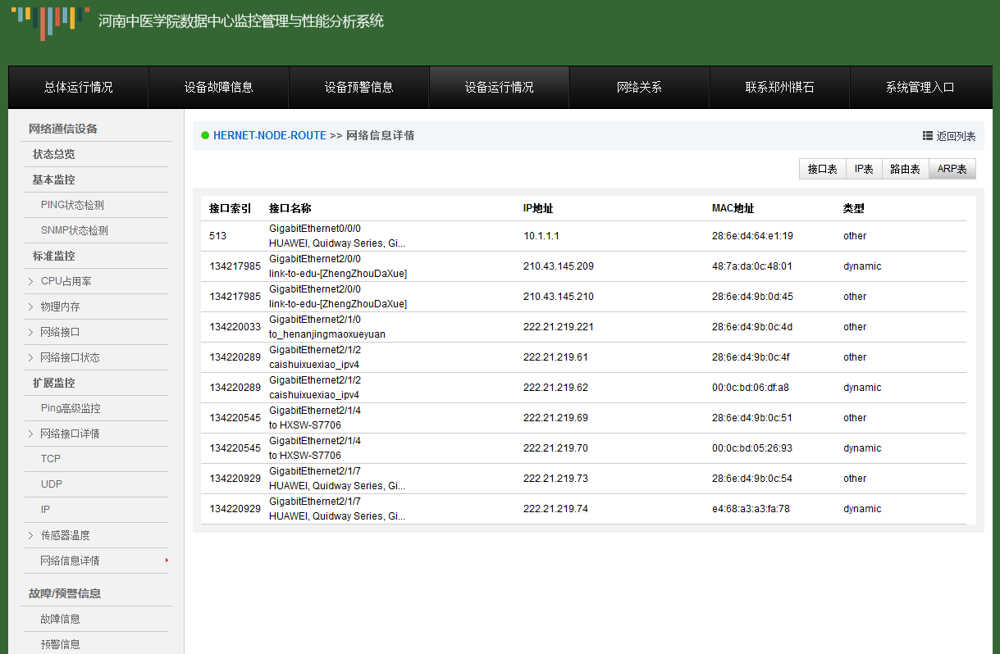 河南中医学院数据中心监控管理与性能分析系统
总体运行情况 设备故障信息 设备预警信息 设备运行情况 网络关系 联系郑州祺石 系统管理入口
网络通信设备
状态总览
基本监控
PING状态检测
SNMP状态检测
标准监控
CPU占用率
物理内存
网络接口
网络接口状态
扩展监控
Ping高级监控
网络接口详情
TCP
UDP
IP
传感器温度
网络信息详情
故障/预警信息
故障信息
预警信息
HERNET-NODE-ROUTE >> 网络信息详情 返回列表
接口表 IP表 路由表 ARP表
接口索引 接口名称 IP地址 MAC地址 类型
513 GigabitEthernet0/0/0 10.1.1.1 28:6e:d4:64:e1:19 other
HUAWEI, Quidway Series, Gi...
134217985 GigabitEthernet2/0/0 210.43.145.209 48:7a:da:0c:48:01 dynamic
link-to-edu-[ZhengZhouDaXue]
134217985 GigabitEthernet2/0/0 210.43.145.210 28:6e:d4:9b:0d:45 other
link-to-edu-[ZhengZhouDaXue]
134220033 GigabitEthernet2/1/0 222.21.219.221 28:6e:d4:9b:0c:4d other
to_henanjingmaoxueyuan
134220289 GigabitEthernet2/1/2 222.21.219.61 28:6e:d4:9b:0c:4f other
caishuixuexiao_ipv4
134220289 GigabitEthernet2/1/2 222.21.219.62 00:0c:bd:06:df:a8 dynamic
caishuixuexiao_ipv4
134220545 GigabitEthernet2/1/4 222.21.219.69 28:6e:d4:9b:0c:51 other
to HXSW-S7706
134220545 GigabitEthernet2/1/4 222.21.219.70 00:0c:bd:05:26:93 dynamic
to HXSW-S7706
134220929 GigabitEthernet2/1/7 222.21.219.73 28:6e:d4:9b:0c:54 other
HUAWEI, Quidway Series, Gi...
134220929 GigabitEthernet2/1/7 222.21.219.74 e4:68:a3:a3:fa:78 dynamic
HUAWEI, Quidway Series, Gi...